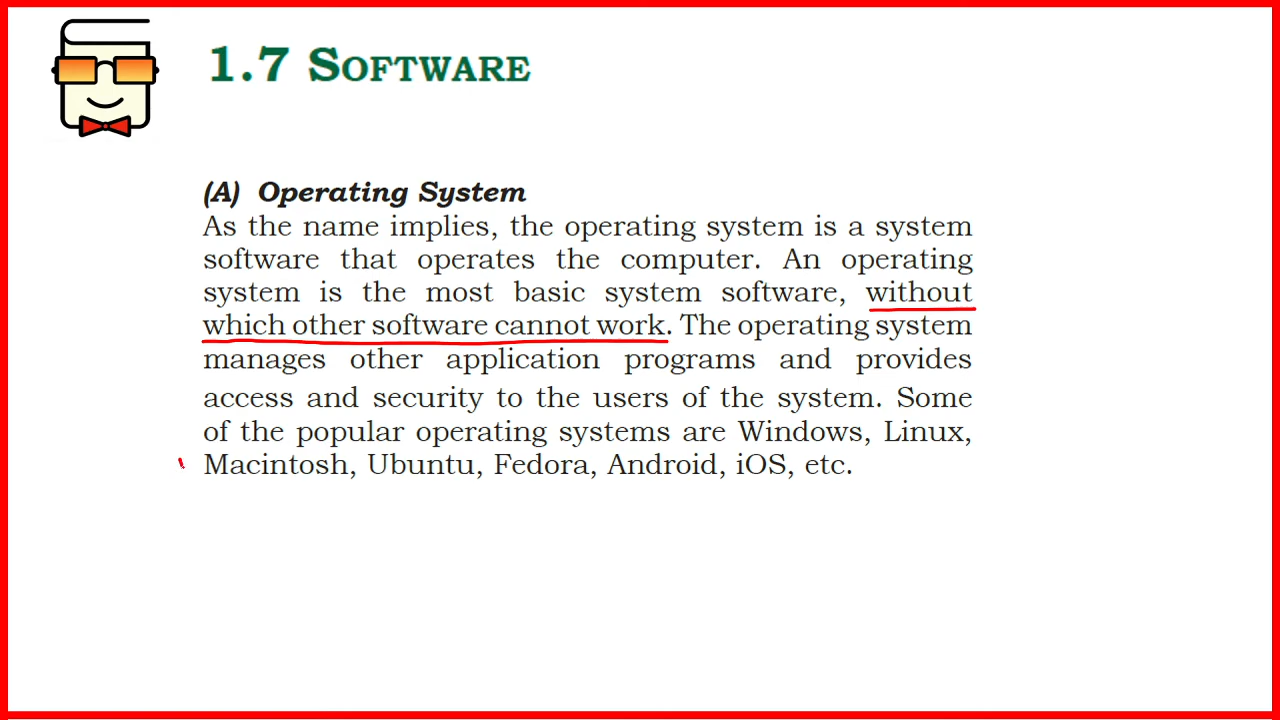 1.7 SOFTWARE
(A) Operating System
As the name implies, the operating system is a system
software that operates the computer. An operating
system is the most basic system software, without
which other software cannot work. The operating system
manages other application programs and provides
access and security to the users of the system. Some
of the popular operating systems are Windows, Linux,
Macintosh, Ubuntu, Fedora, Android, iOS, etc.